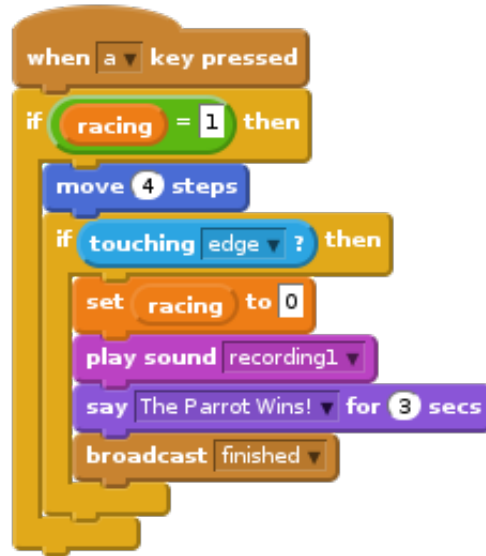 when a key pressed
if racing = 1 then
move 4 steps
if touching edge ? then
set racing to 0
play sound recording1
say The Parrot Wins! for 3 secs
broadcast finished